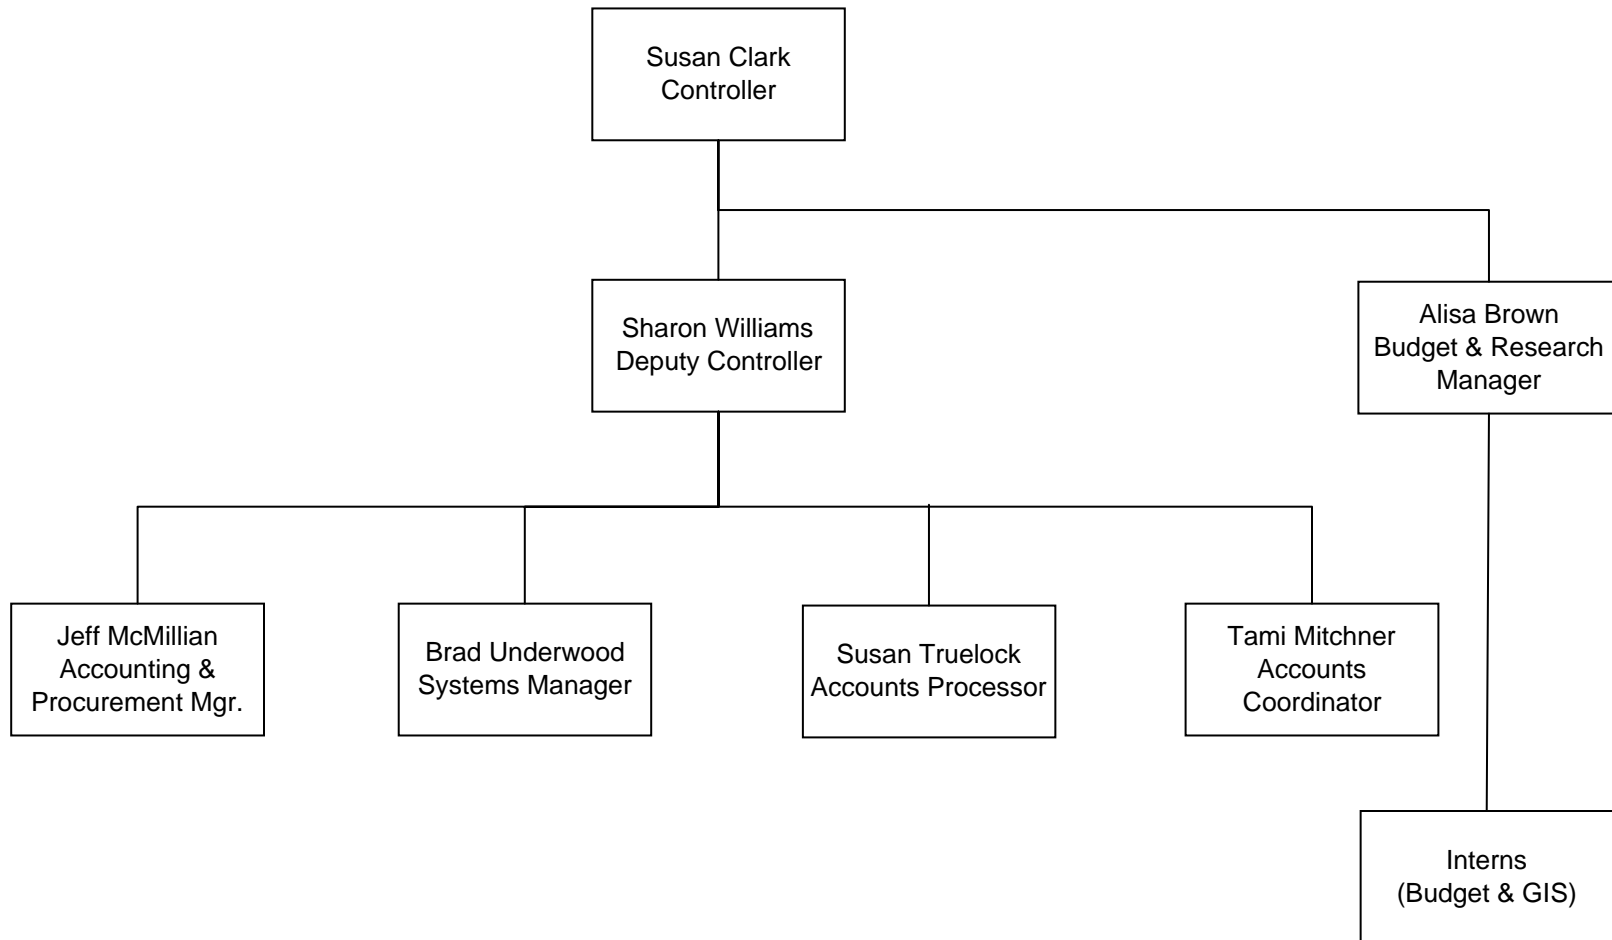 Susan Clark
Controller
Sharon Williams
Deputy Controller
Alisa Brown
Budget & Research
Manager
Jeff McMillian
Accounting &
Procurement Mgr.
Brad Underwood
Systems Manager
Susan Truelock
Accounts Processor
Tami Mitchner
Accounts
Coordinator
Interns
(Budget & GIS)